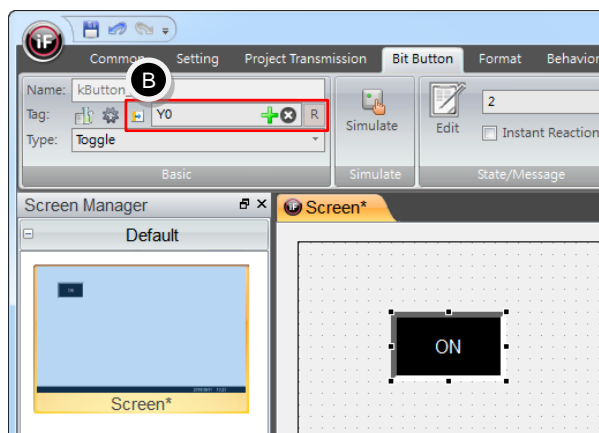 iF
Common Setting Project Transmission Bit Button Format Behavior
B
Name: kButton_
Tag: Y0 R
Type: Toggle
Basic
Simulate
Simulate
Edit
2
Instant Reaction
State/Message
Screen Manager
Default
Screen*
iF Screen*
ON